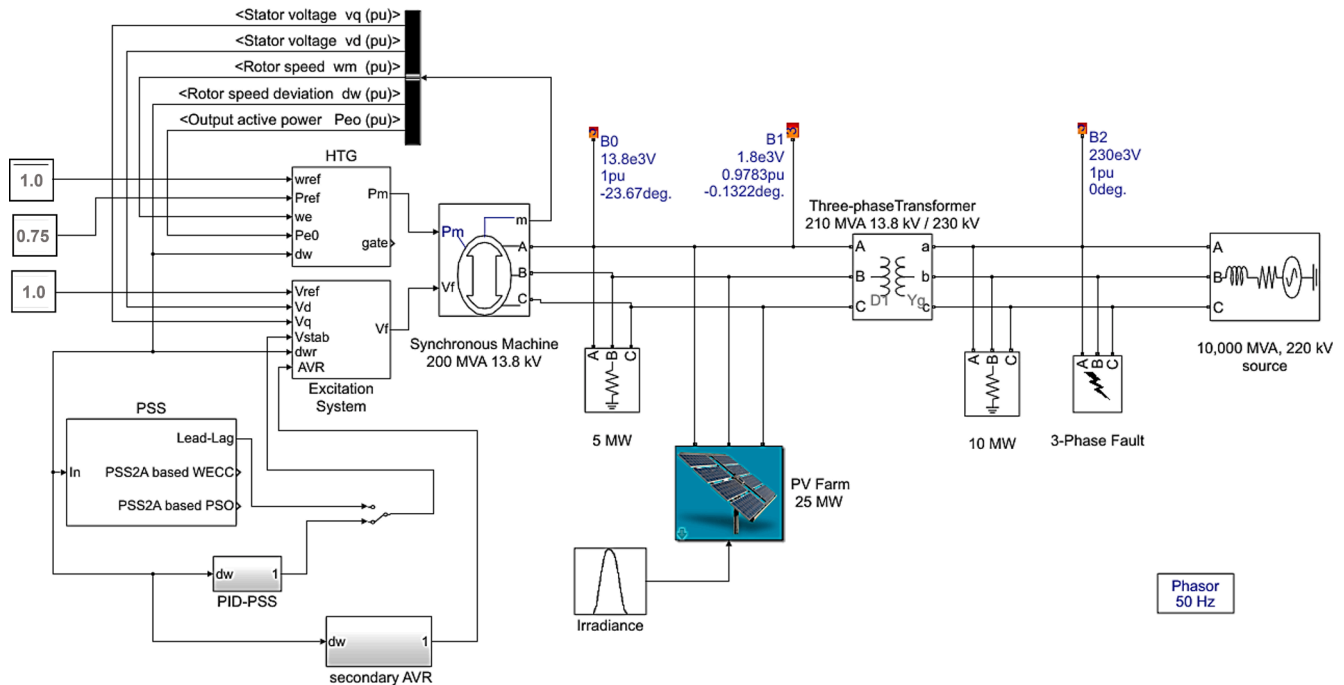 <Stator voltage vq (pu)>
<Stator voltage vd (pu)>
<Rotor speed wm (pu)>
<Rotor speed deviation dw (pu)>
<Output active power Peo (pu)>
HTG
1.0
0.75
1.0
wref
Pref
we
Pe0
dw
Pm
gate
Vref
Vd
Vq
Vstab
dwr
AVR
Vf
Excitation
System
Pm
Vf
m
A
B
C
Synchronous Machine
200 MVA 13.8 kV
B0
13.8e3V
1pu
-23.67deg.
B1
1.8e3V
0.9783pu
-0.1322deg.
B2
230e3V
1pu
0deg.
Three-phaseTransformer
210 MVA 13.8 kV / 230 kV
A
B
C
D1
Yg
a
b
c
A
B
C
10,000 MVA, 220 kV
source
A B C
5 MW
A B C
10 MW
A B C
3-Phase Fault
PV Farm
25 MW
Irradiance
Phasor
50 Hz
PSS
In
Lead-Lag
PSS2A based WECC
PSS2A based PSO
dw
1
PID-PSS
dw
1
secondary AVR